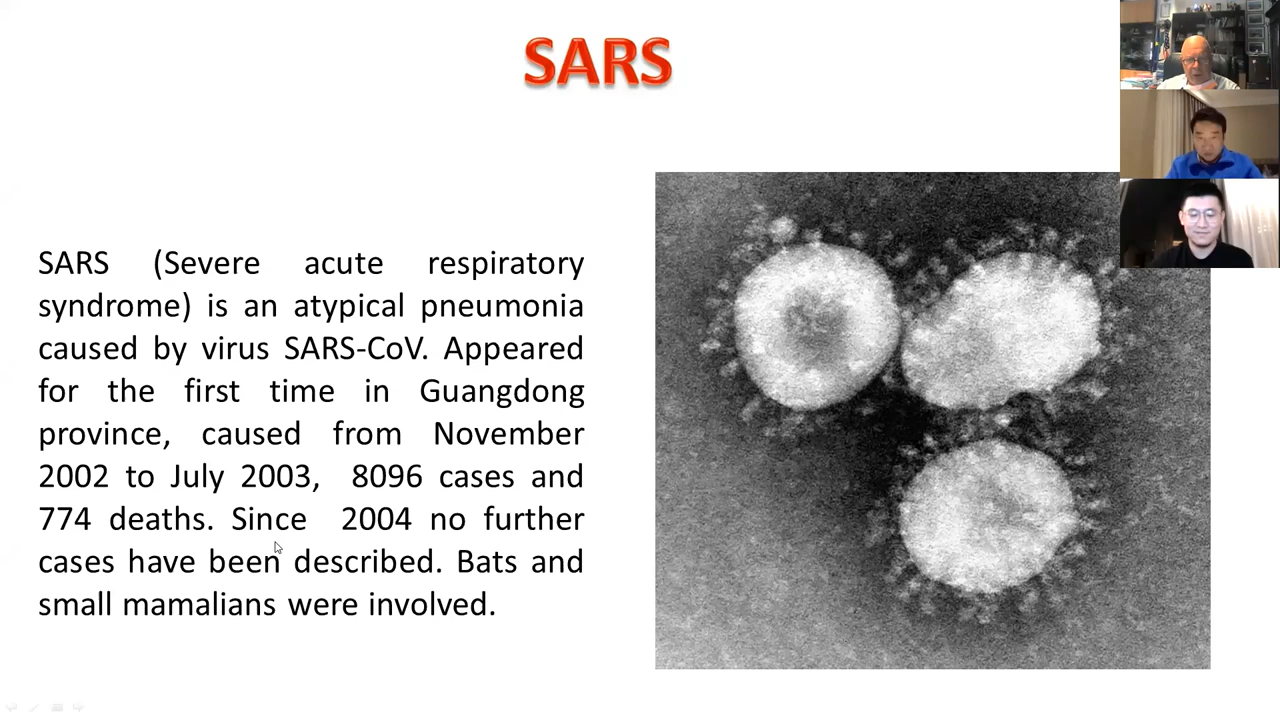 SARS
SARS (Severe acute respiratory
syndrome) is an atypical pneumonia
caused by virus SARS-CoV. Appeared
for the first time in Guangdong
province, caused from November
2002 to July 2003, 8096 cases and
774 deaths. Since 2004 no further
cases have been described. Bats and
small mamalians were involved.